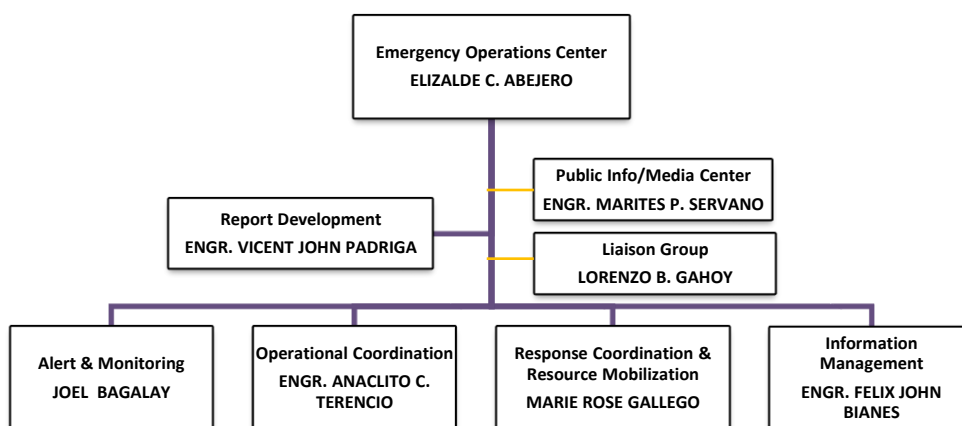 Emergency Operations Center
ELIZALDE C. ABEJERO
Public Info/Media Center
ENGR. MARITES P. SERVANO
Report Development
ENGR. VICENT JOHN PADRIGA
Liaison Group
LORENZO B. GAHOY
Alert & Monitoring
JOEL BAGALAY
Operational Coordination
ENGR. ANACLITO C.
TERENCIO
Response Coordination &
Resource Mobilization
MARIE ROSE GALLEGO
Information
Management
ENGR. FELIX JOHN
BIANES